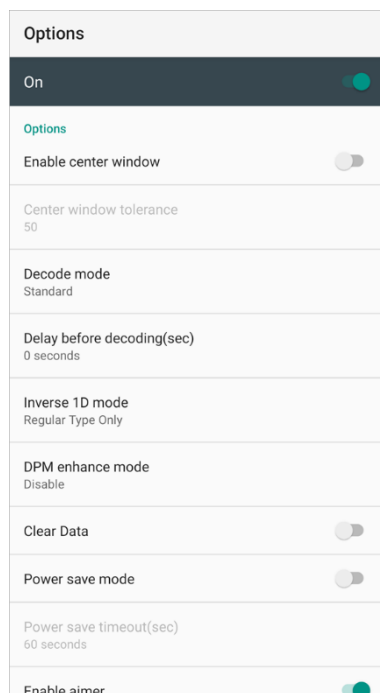 Options
On
Options
Enable center window
Center window tolerance
50
Decode mode
Standard
Delay before decoding(sec)
0 seconds
Inverse 1D mode
Regular Type Only
DPM enhance mode
Disable
Clear Data
Power save mode
Power save timeout(sec)
60 seconds
Enable aimer